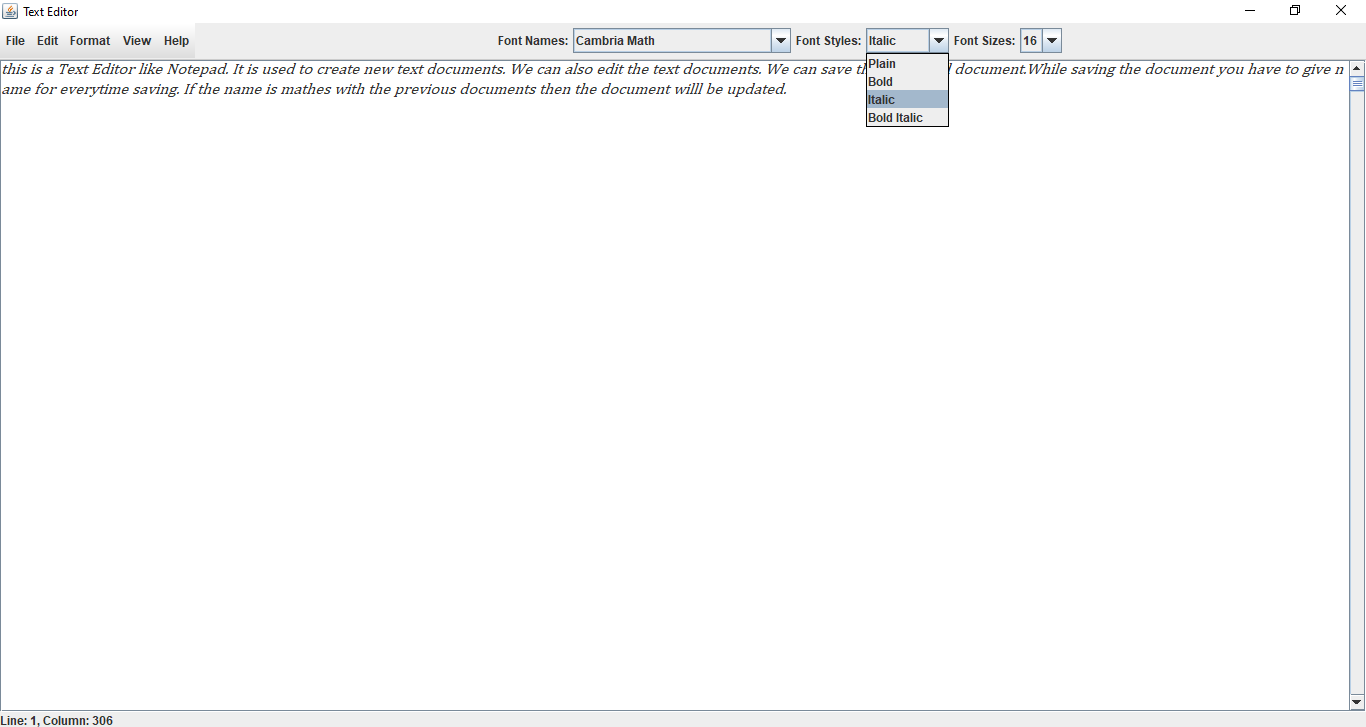 Text Editor
File Edit Format View Help Font Names: Cambria Math Font Styles: Italic Font Sizes: 16
Plain
Bold
Italic
Bold Italic
this is a Text Editor like Notepad. It is used to create new text documents. We can also edit the text documents. We can save document.While saving the document you have to give n
ame for everytime saving. If the name is mathes with the previous documents then the document willl be updated.
Line: 1, Column: 306